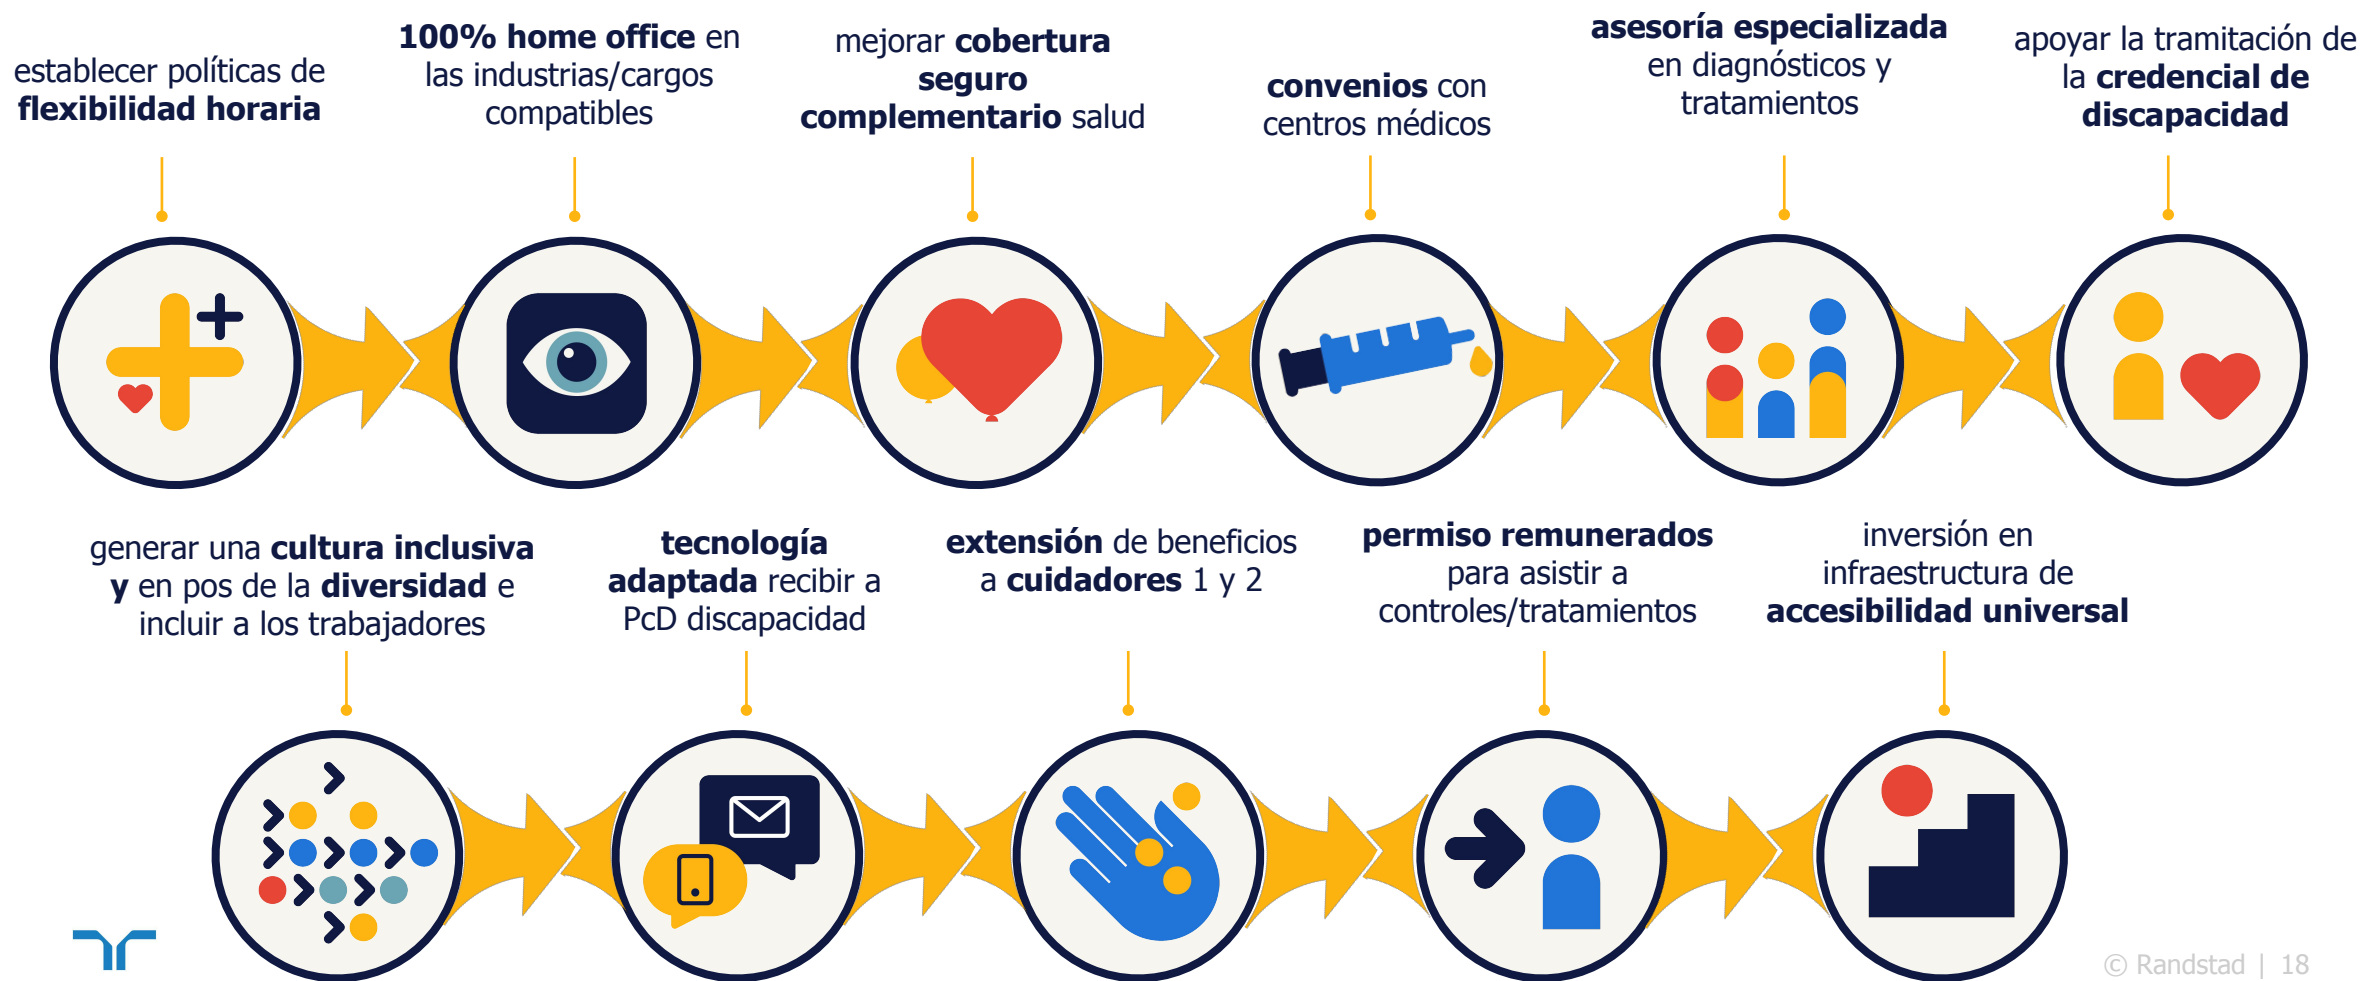 establecer políticas de
flexibilidad horaria
100% home office en
las industrias/cargos
compatibles
mejorar cobertura
seguro
complementario salud
convenios con
centros médicos
asesoría especializada
en diagnósticos y
tratamientos
apoyar la tramitación de
la credencial de
discapacidad
generar una cultura inclusiva
y en pos de la diversidad e
incluir a los trabajadores
tecnología
adaptada recibir a
PcD discapacidad
extensión de beneficios
a cuidadores 1 y 2
permiso remunerados
para asistir a
controles/tratamientos
inversión en
infraestructura de
accesibilidad universal
© Randstad | 18